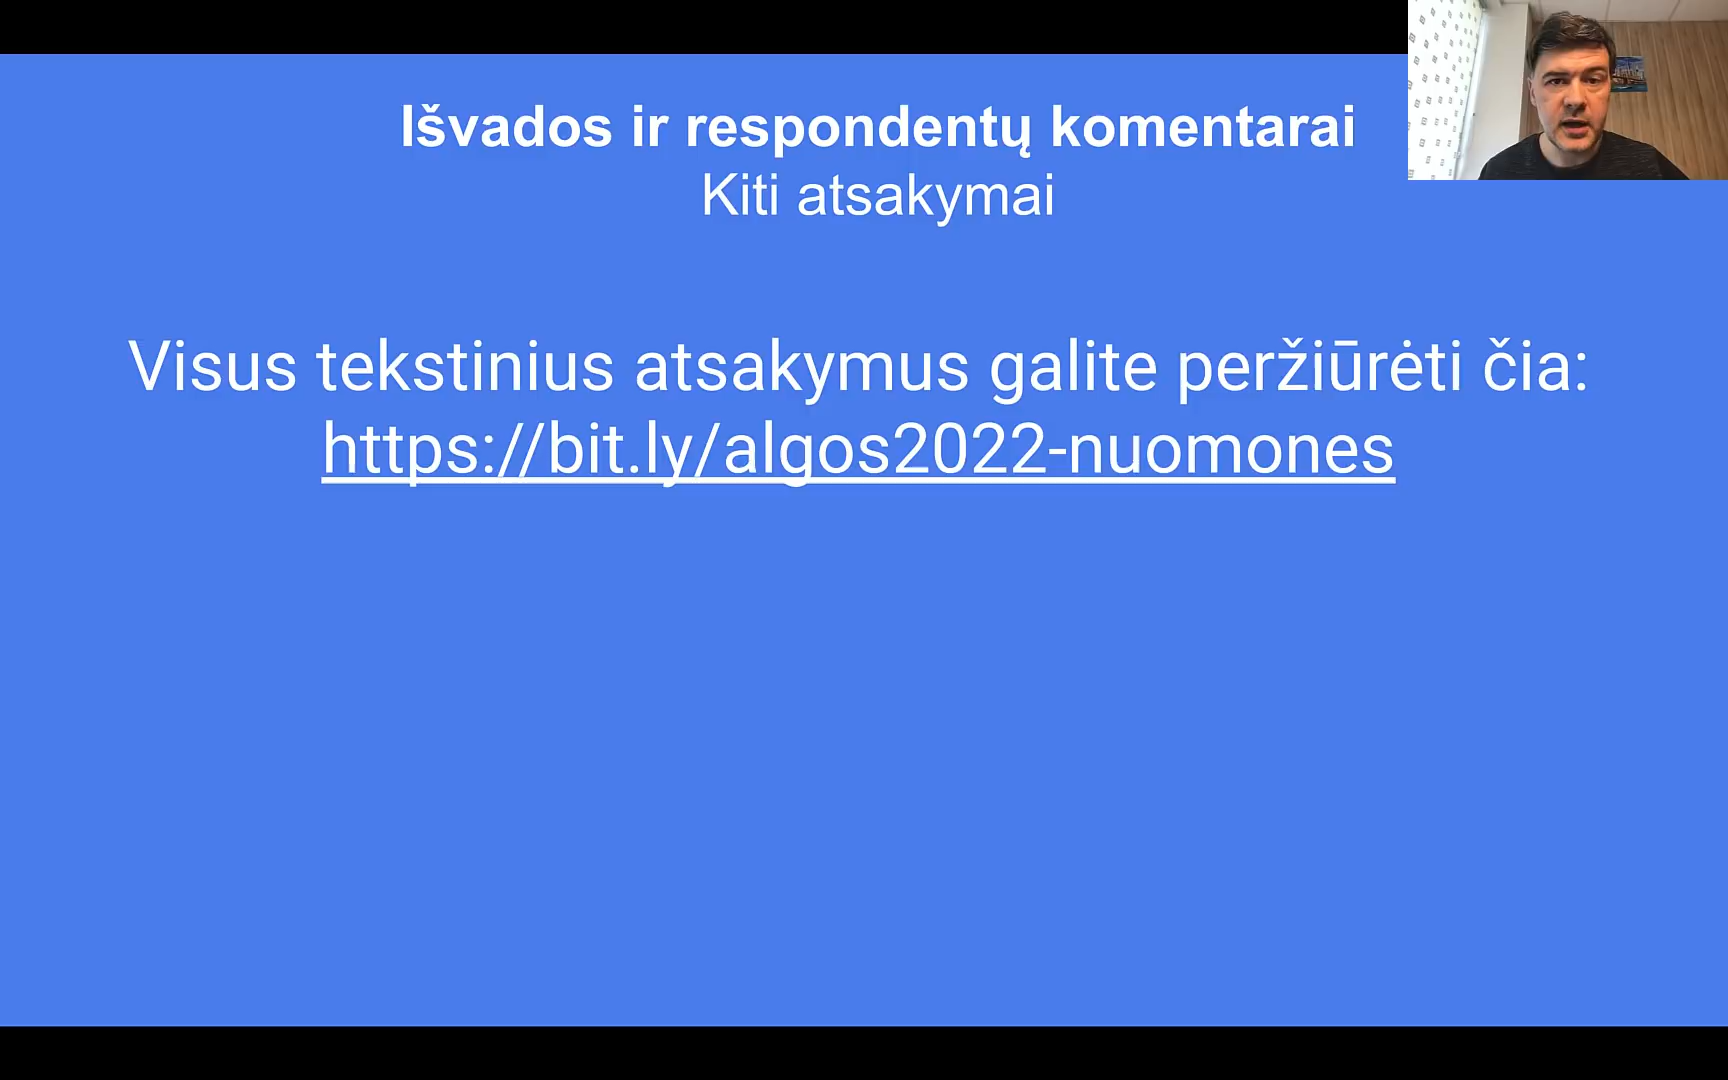 Išvados ir respondentų komentarai
Kiti atsakymai
Visus tekstinius atsakymus galite peržiūrėti čia:
https://bit.ly/algos2022-nuomones